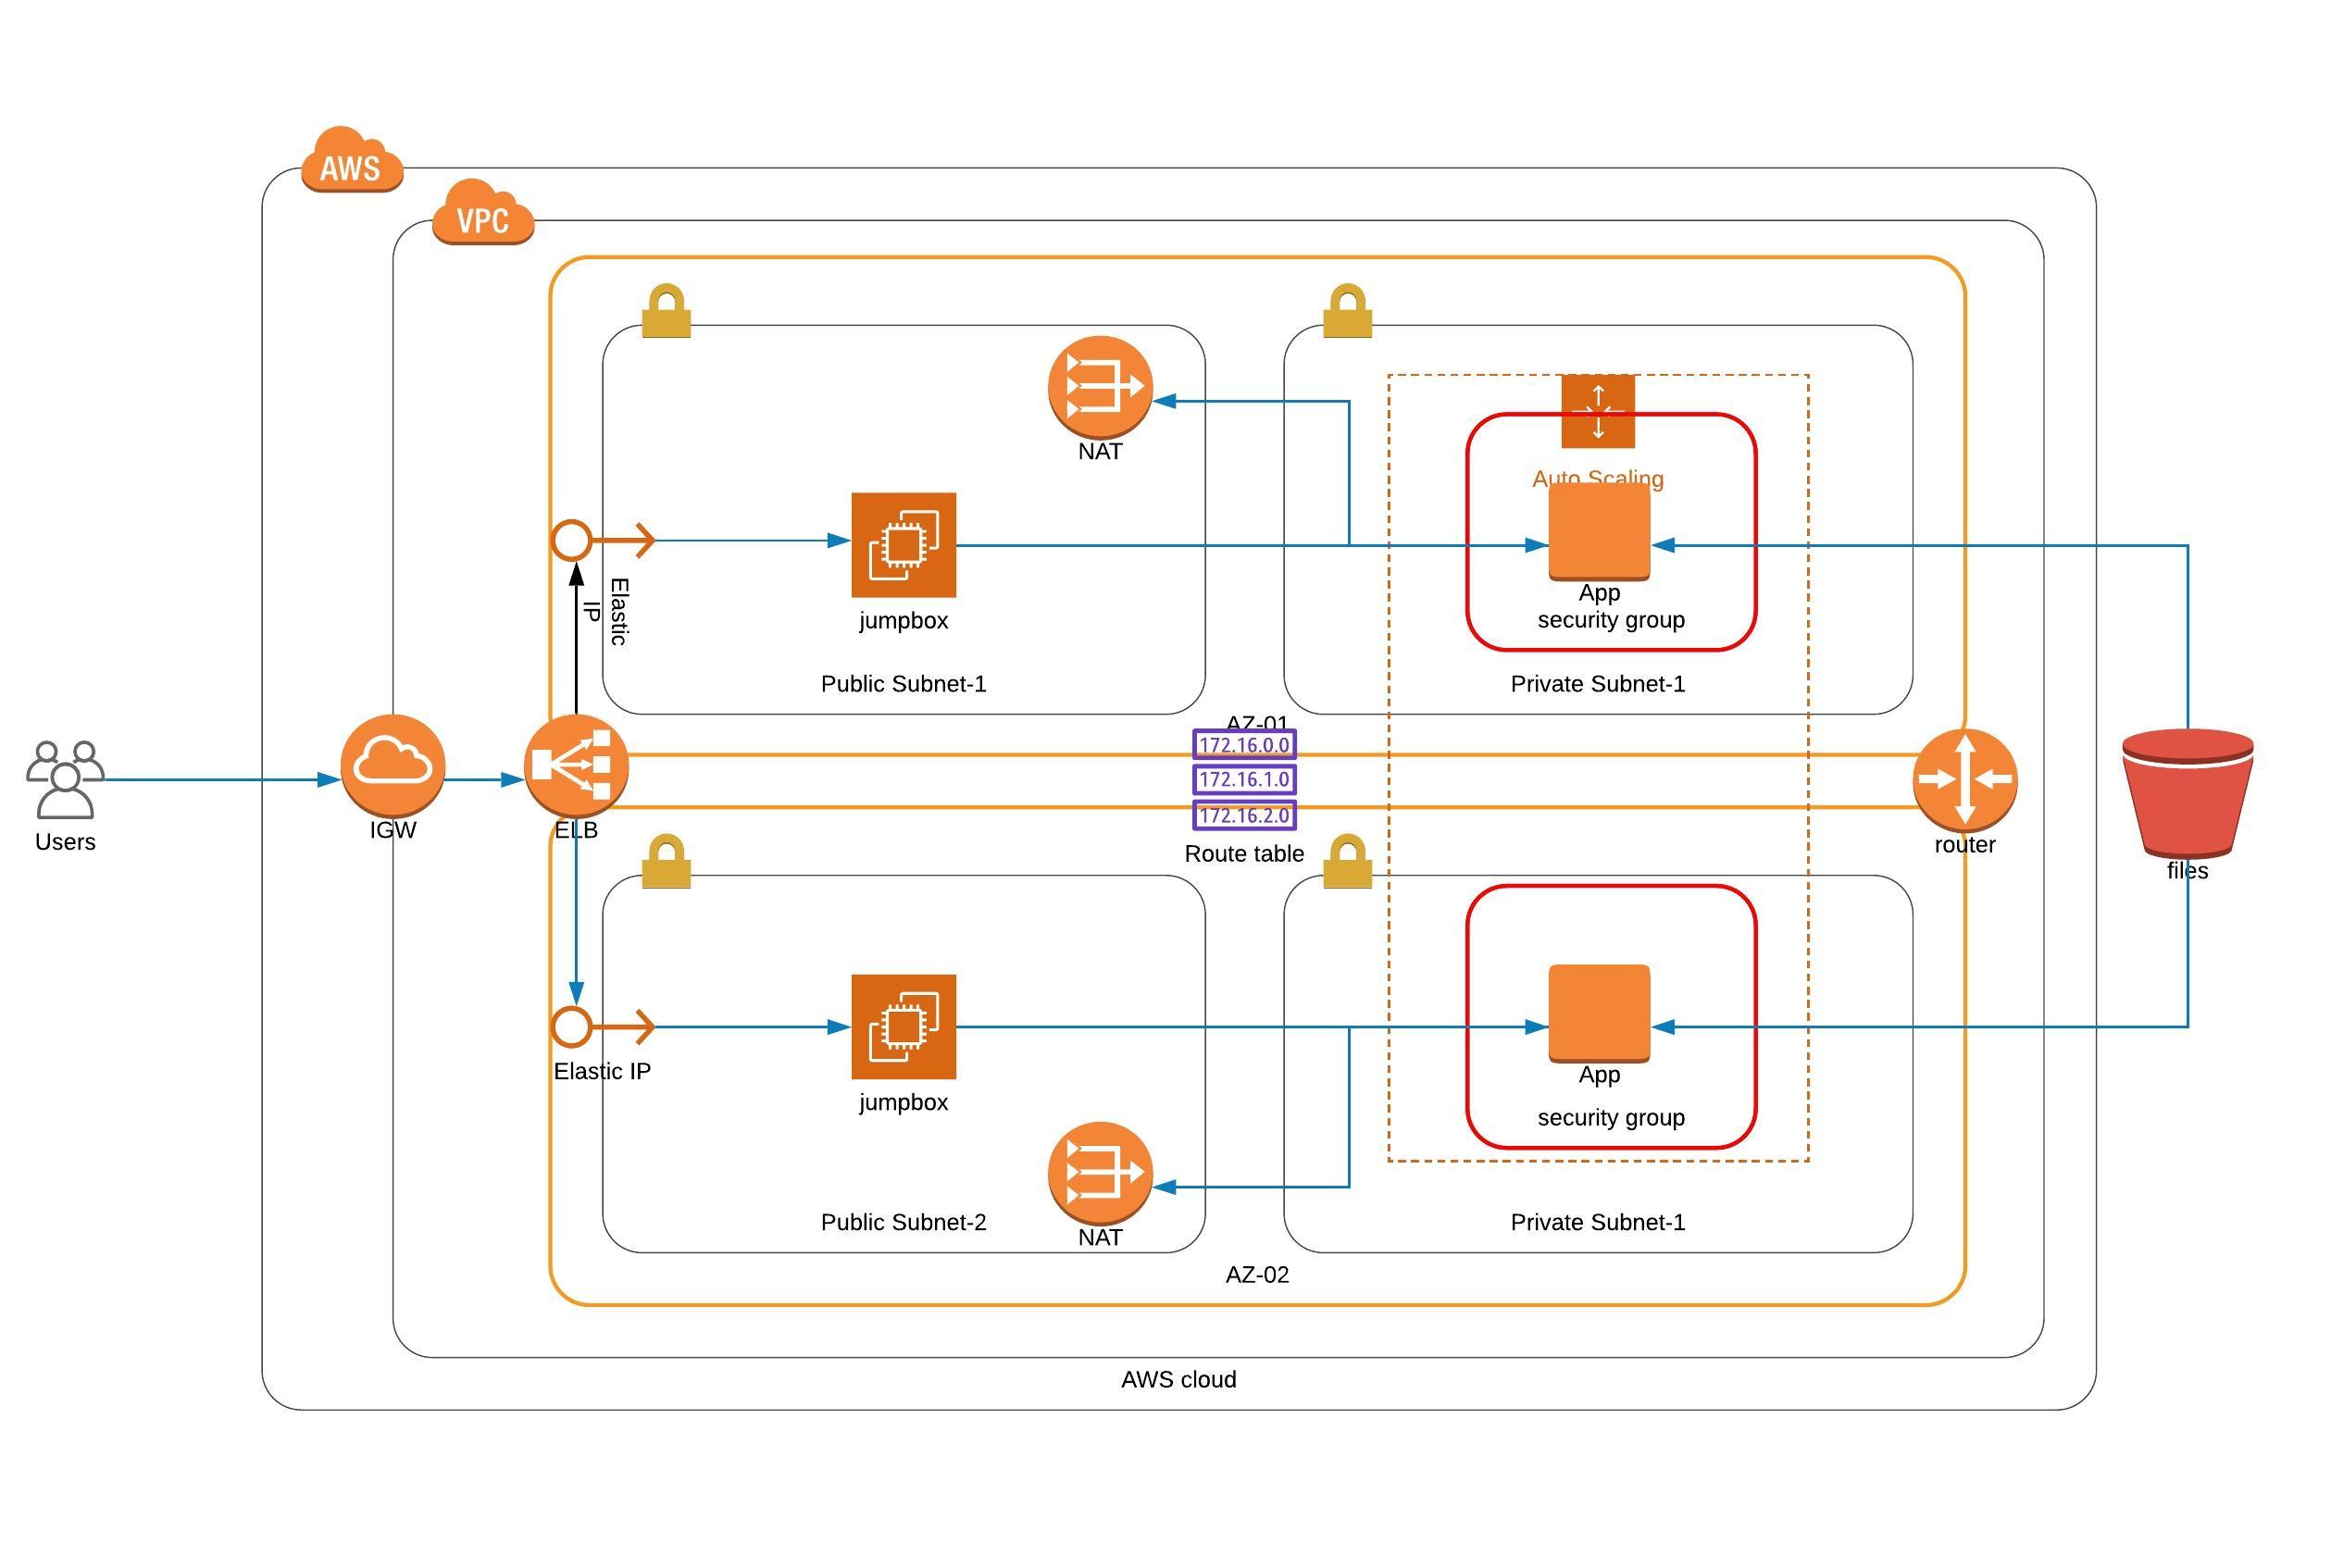 AWS
VPC
NAT
Auto Scaling
Elastic
IP
jumpbox
App
security group
Public Subnet-1
Private Subnet-1
AZ-01
172.16.0.0
172.16.1.0
172.16.2.0
Route table
Users
IGW
ELB
router
files
Elastic IP
jumpbox
App
security group
NAT
Public Subnet-2
Private Subnet-1
AZ-02
AWS cloud